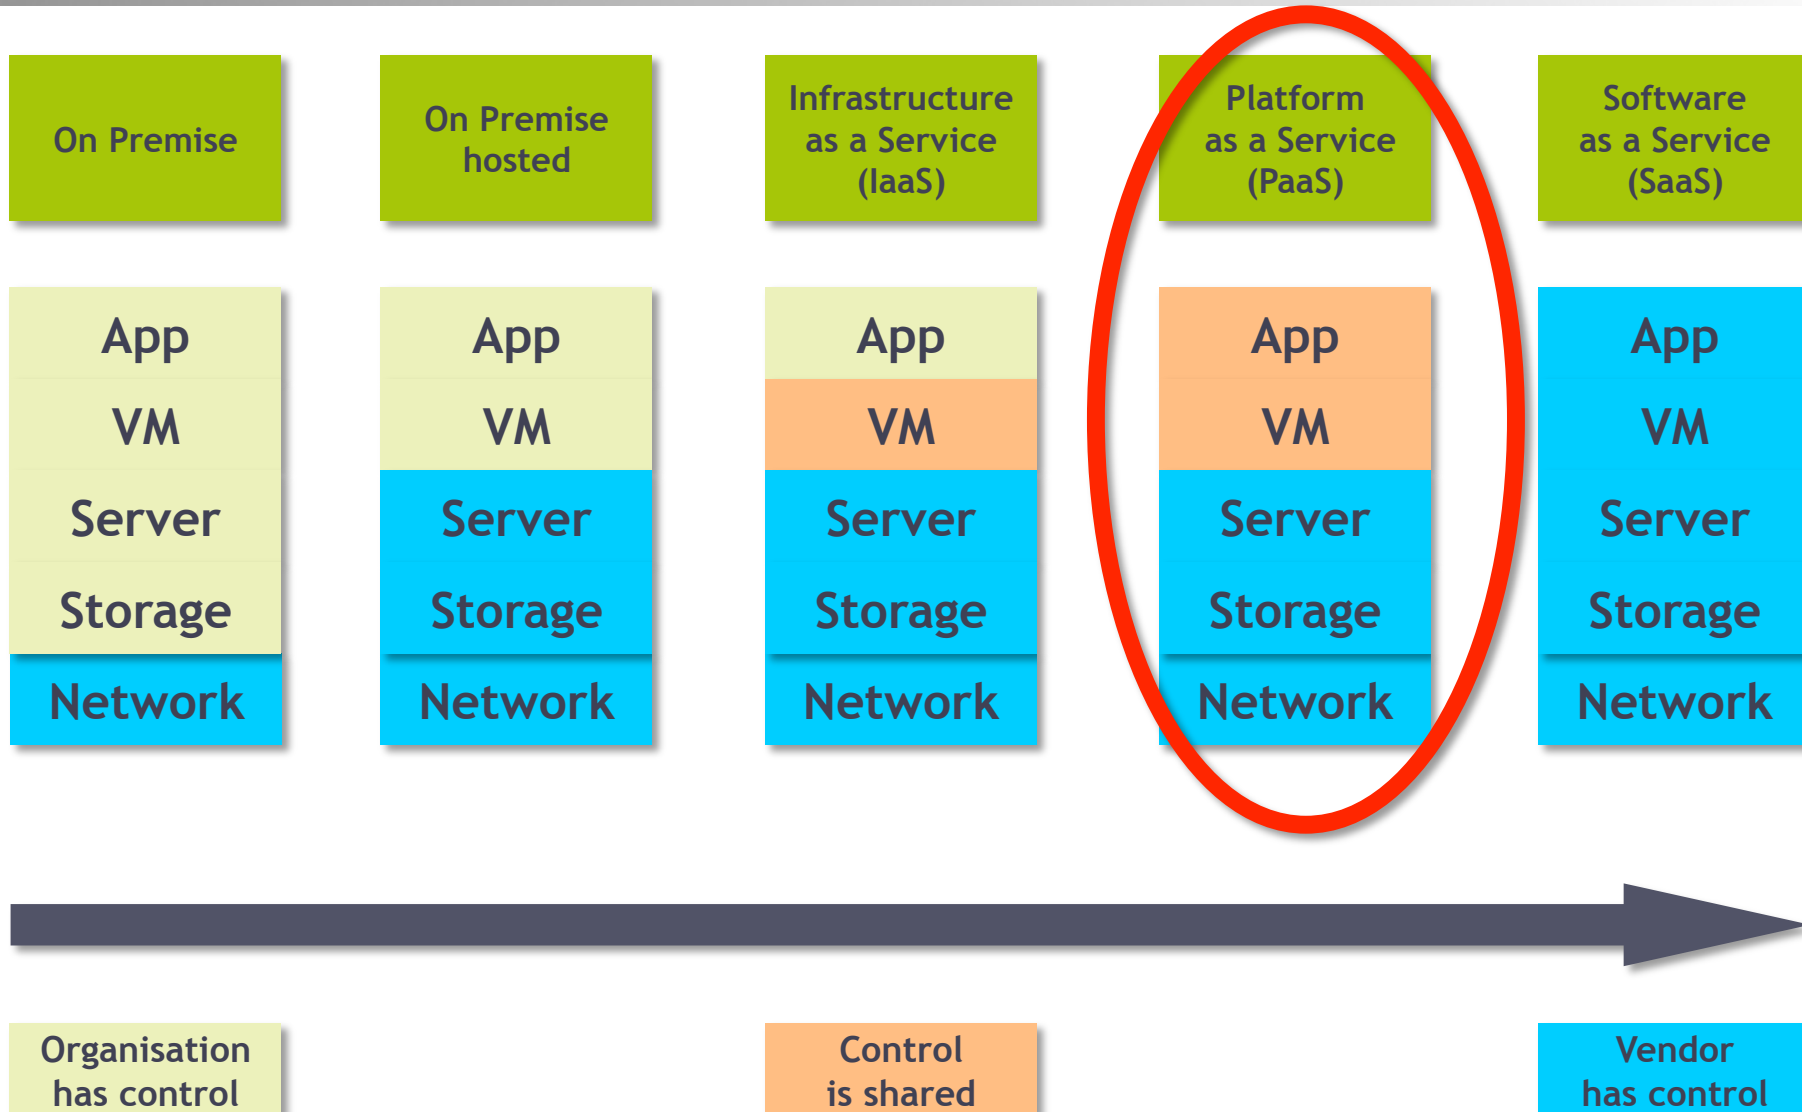 On Premise
On Premise
hosted
Infrastructure
as a Service
(IaaS)
Platform
as a Service
(PaaS)
Software
as a Service
(SaaS)
App
VM
Server
Storage
Network
App
VM
Server
Storage
Network
App
VM
Server
Storage
Network
App
VM
Server
Storage
Network
App
VM
Server
Storage
Network
Organisation
has control
Control
is shared
Vendor
has control